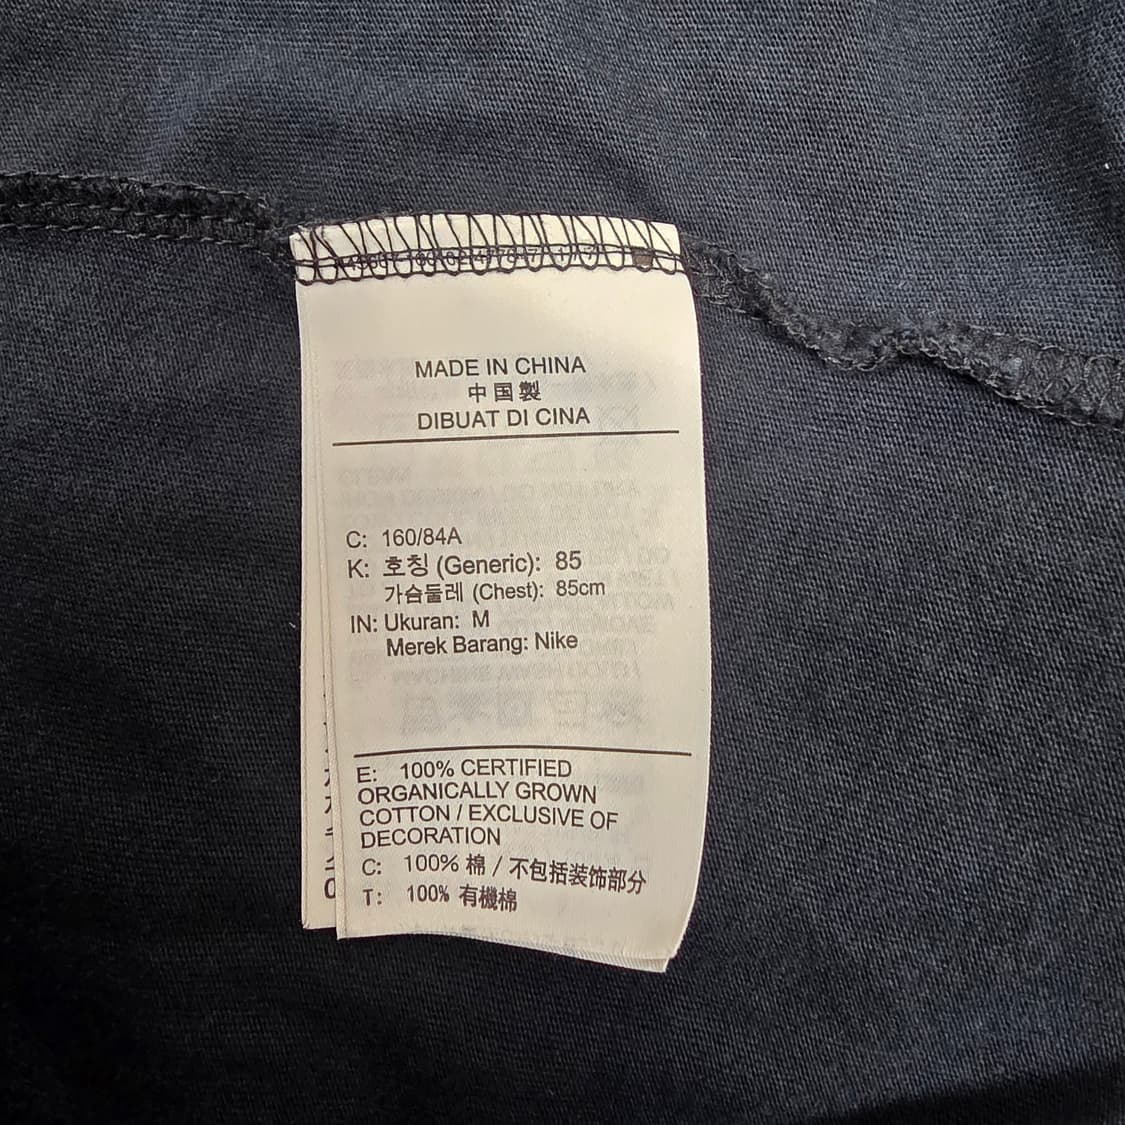 MADE IN CHINA
中国製
DIBUAT DI CINA
C: 160/84A
K: 호칭 (Generic): 85
가슴둘레 (Chest): 85cm
IN: Ukuran: M
Merek Barang: Nike
E: 100% CERTIFIED
ORGANICALLY GROWN
COTTON / EXCLUSIVE OF
DECORATION
C: 100% 棉 / 不包括装饰部分
T: 100% 有機棉